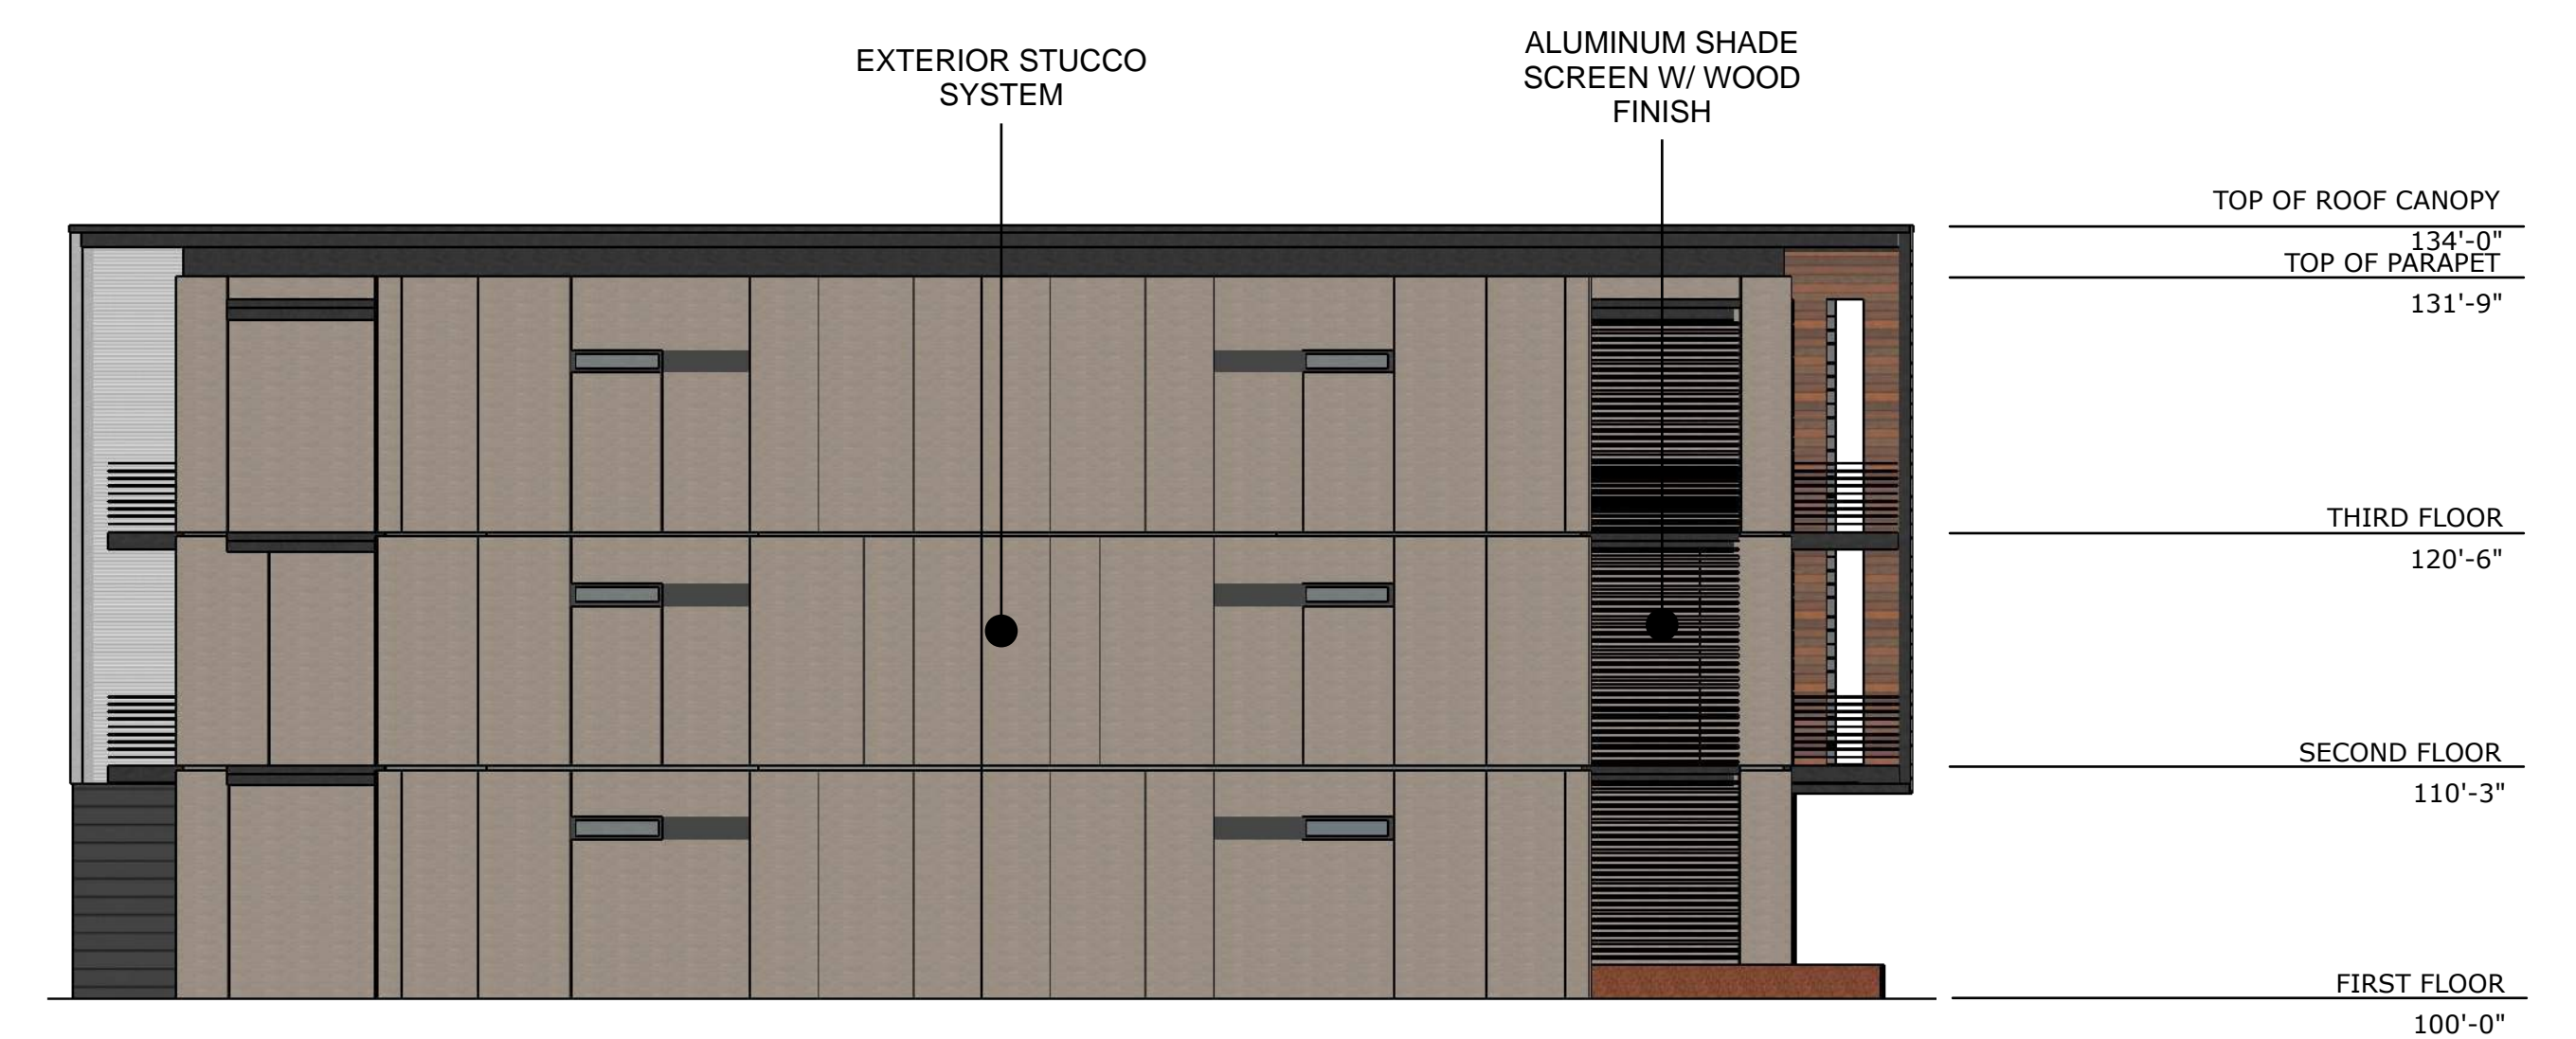 EXTERIOR STUCCO
SYSTEM
ALUMINUM SHADE
SCREEN W/ WOOD
FINISH
TOP OF ROOF CANOPY
134'-0"
TOP OF PARAPET
131'-9"
THIRD FLOOR
120'-6"
SECOND FLOOR
110'-3"
FIRST FLOOR
100'-0"